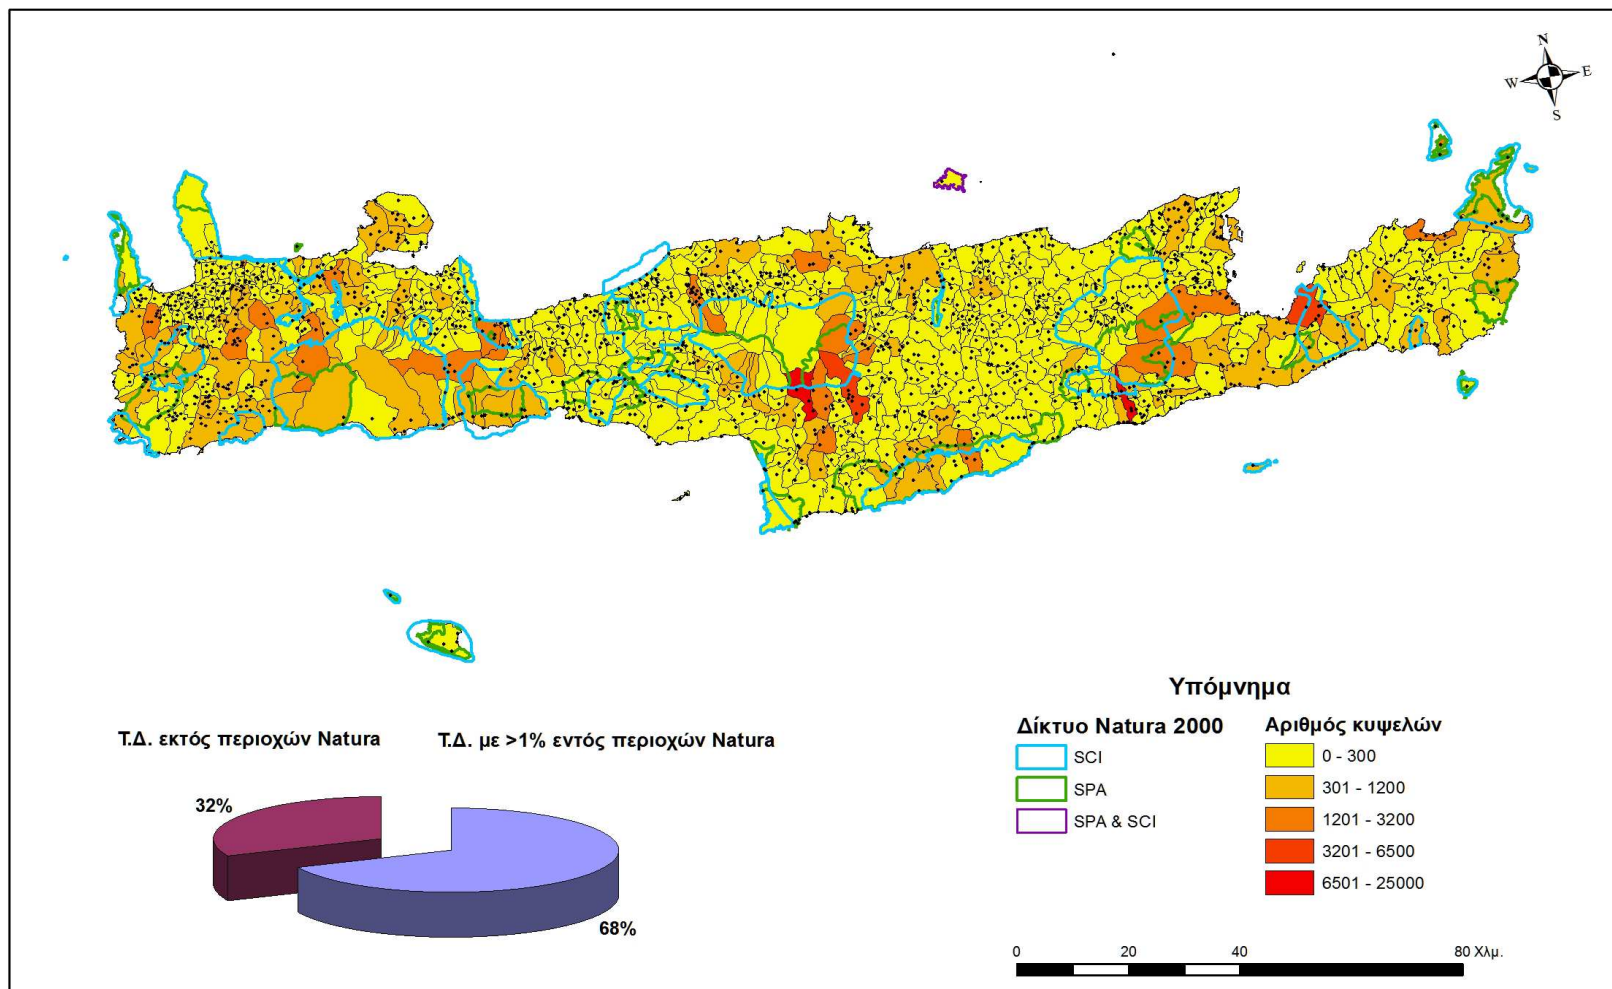 N
W E
S
Τ.Δ. εκτός περιοχών Natura
Τ.Δ. με >1% εντός περιοχών Natura
32%
68%
Υπόμνημα
Δίκτυο Natura 2000
SCI
SPA
SPA & SCI
Αριθμός κυψελών
0 - 300
301 - 1200
1201 - 3200
3201 - 6500
6501 - 25000
0 20 40 80 Χλμ.